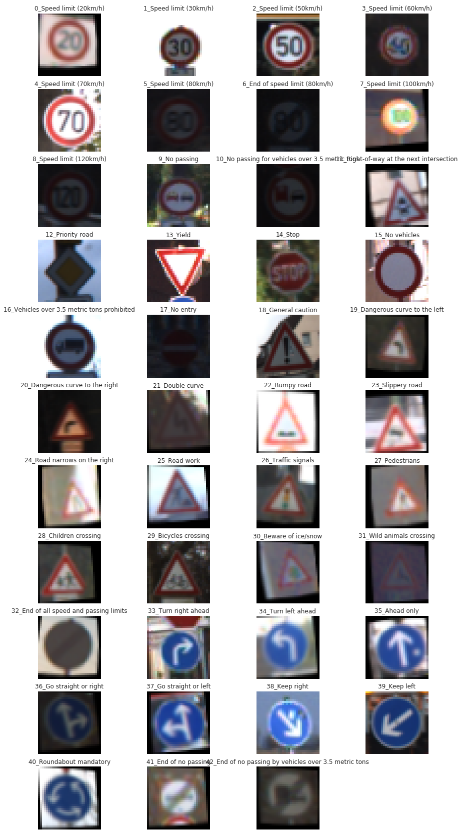 0_Speed limit (20km/h) 1_Speed limit (30km/h) 2_Speed limit (50km/h) 3_Speed limit (60km/h)
20 30 50 60
4_Speed limit (70km/h) 5_Speed limit (80km/h) 6_End of speed limit (80km/h) 7_Speed limit (100km/h)
70 80 80 100
8_Speed limit (120km/h) 9_No passing 10_No passing for vehicles over 3.5 metric tons 11_Right-of-way at the next intersection
120
12_Priority road 13_Yield 14_Stop 15_No vehicles
STOP
16_Vehicles over 3.5 metric tons prohibited 17_No entry 18_General caution 19_Dangerous curve to the left
20_Dangerous curve to the right 21_Double curve 22_Bumpy road 23_Slippery road
24_Road narrows on the right 25_Road work 26_Traffic signals 27_Pedestrians
28_Children crossing 29_Bicycles crossing 30_Beware of ice/snow 31_Wild animals crossing
32_End of all speed and passing limits 33_Turn right ahead 34_Turn left ahead 35_Ahead only
36_Go straight or right 37_Go straight or left 38_Keep right 39_Keep left
40_Roundabout mandatory 41_End of no passing 42_End of no passing by vehicles over 3.5 metric tons